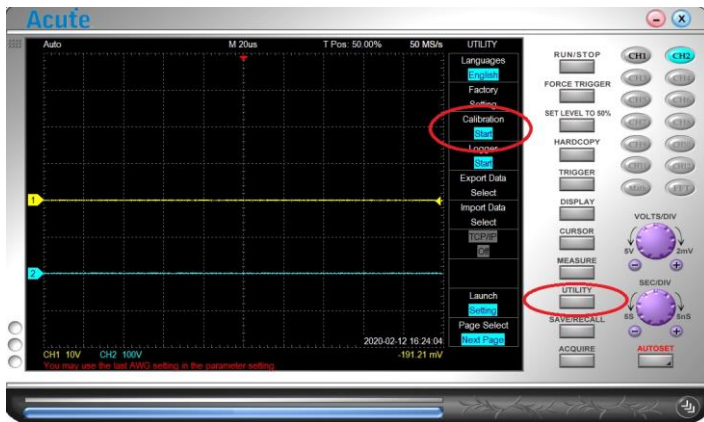 Acute
Auto M 20us T Pos: 50.00% 50 MS/s
UTILITY
Languages
English
Factory
Setting
Calibration
Start
Logger
Start
Export Data
Select
Import Data
Select
TCP/IP
Off
Launch
Setting
Page Select
Next Page
1
2
2020-02-12 16:24:04
CH1 10V CH2 100V -191.21 mV
You may use the last AWG setting in the parameter setting
RUN/STOP
FORCE TRIGGER
SET LEVEL TO 50%
HARDCOPY
TRIGGER
DISPLAY
CURSOR
MEASURE
UTILITY
SAVE/RECALL
ACQUIRE
CH1 CH2
Math FFT
VOLTS/DIV
5V 2mV
SEC/DIV
5S 5nS
AUTOSET